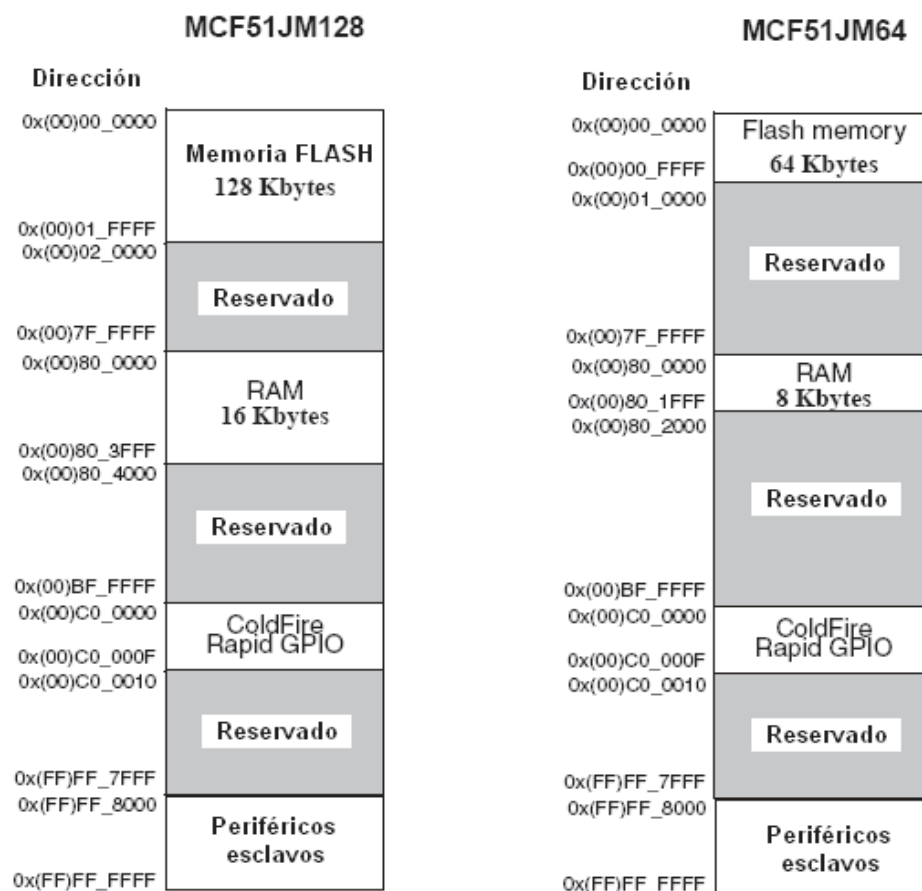 MCF51JM128
Dirección
0x(00)00_0000
Memoria FLASH
128 Kbytes
0x(00)01_FFFF
0x(00)02_0000
Reservado
0x(00)7F_FFFF
0x(00)80_0000
RAM
16 Kbytes
0x(00)80_3FFF
0x(00)80_4000
Reservado
0x(00)BF_FFFF
0x(00)C0_0000
ColdFire
Rapid GPIO
0x(00)C0_000F
0x(00)C0_0010
Reservado
0x(FF)FF_7FFF
0x(FF)FF_8000
Periféricos
esclavos
0x(FF)FF_FFFF
MCF51JM64
Dirección
0x(00)00_0000
Flash memory
64 Kbytes
0x(00)00_FFFF
0x(00)01_0000
Reservado
0x(00)7F_FFFF
0x(00)80_0000
RAM
8 Kbytes
0x(00)80_1FFF
0x(00)80_2000
Reservado
0x(00)BF_FFFF
0x(00)C0_0000
ColdFire
Rapid GPIO
0x(00)C0_000F
0x(00)C0_0010
Reservado
0x(FF)FF_7FFF
0x(FF)FF_8000
Periféricos
esclavos
0x(FF)FF_FFFF